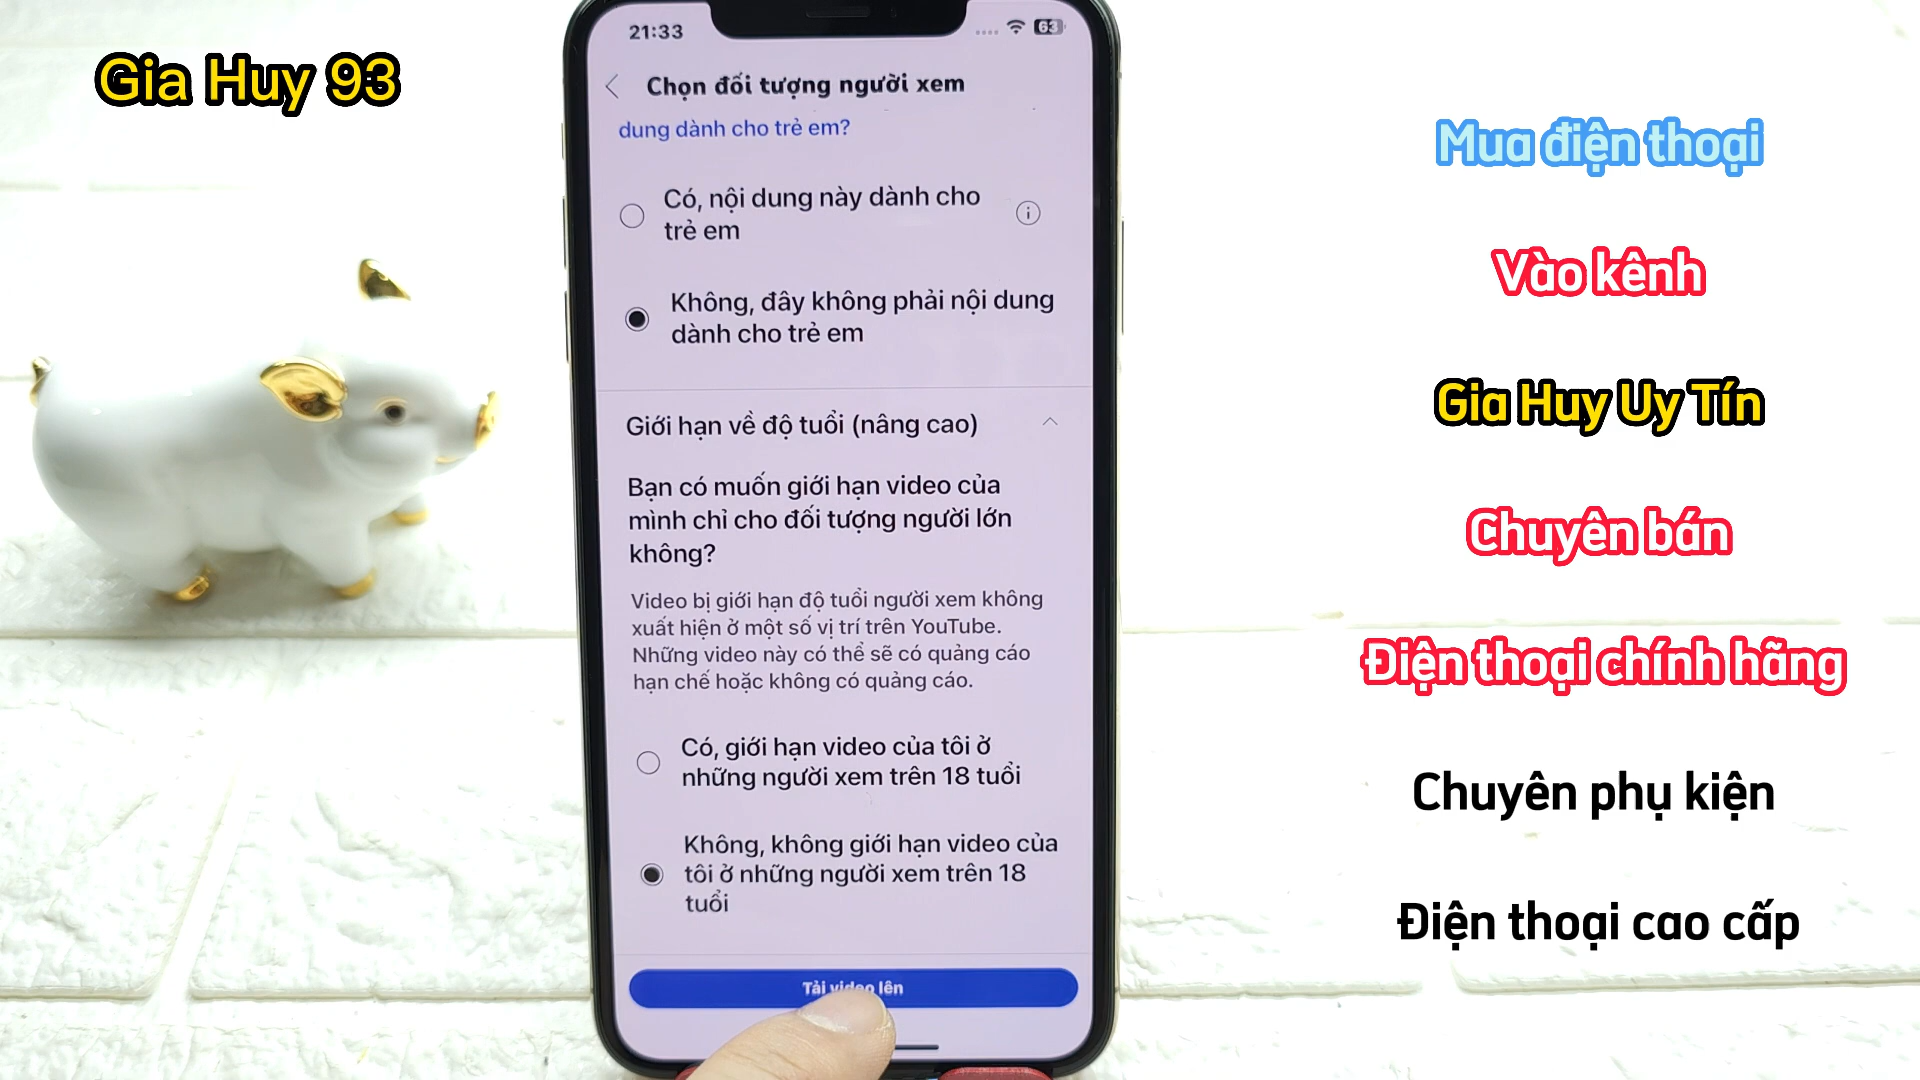 Gia Huy 93
21:33
63
Chọn đối tượng người xem
dung dành cho trẻ em?
Có, nội dung này dành cho
trẻ em
Không, đây không phải nội dung
dành cho trẻ em
Giới hạn về độ tuổi (nâng cao)
Bạn có muốn giới hạn video của
mình chỉ cho đối tượng người lớn
không?
Video bị giới hạn độ tuổi người xem không
xuất hiện ở một số vị trí trên YouTube.
Những video này có thể sẽ có quảng cáo
hạn chế hoặc không có quảng cáo.
Có, giới hạn video của tôi ở
những người xem trên 18 tuổi
Không, không giới hạn video của
tôi ở những người xem trên 18
tuổi
Tải video lên
Mua điện thoại
Vào kênh
Gia Huy Uy Tín
Chuyên bán
Điện thoại chính hãng
Chuyên phụ kiện
Điện thoại cao cấp